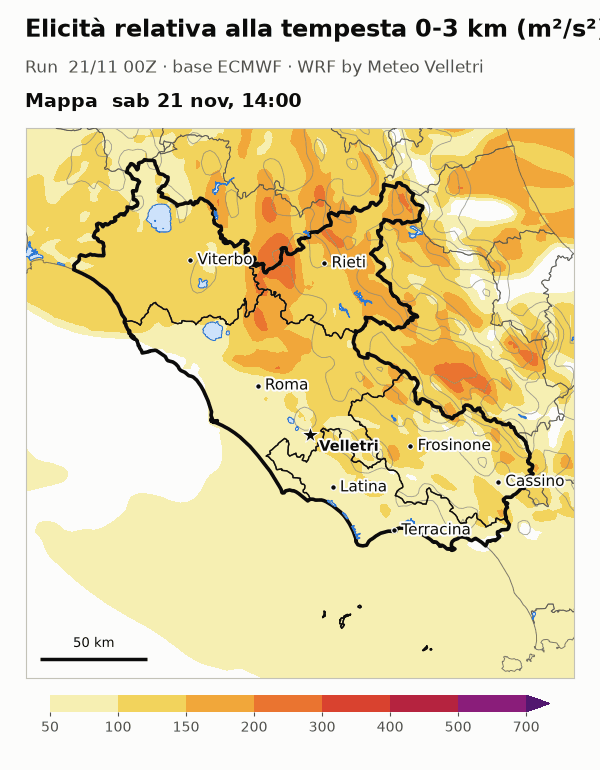 Elicità relativa alla tempesta 0-3 km (m²/s²)
Run 21/11 00Z · base ECMWF · WRF by Meteo Velletri
Mappa sab 21 nov, 14:00
Viterbo
Rieti
Roma
Velletri
Frosinone
Cassino
Latina
Terracina
50 km
50 100 150 200 300 400 500 700